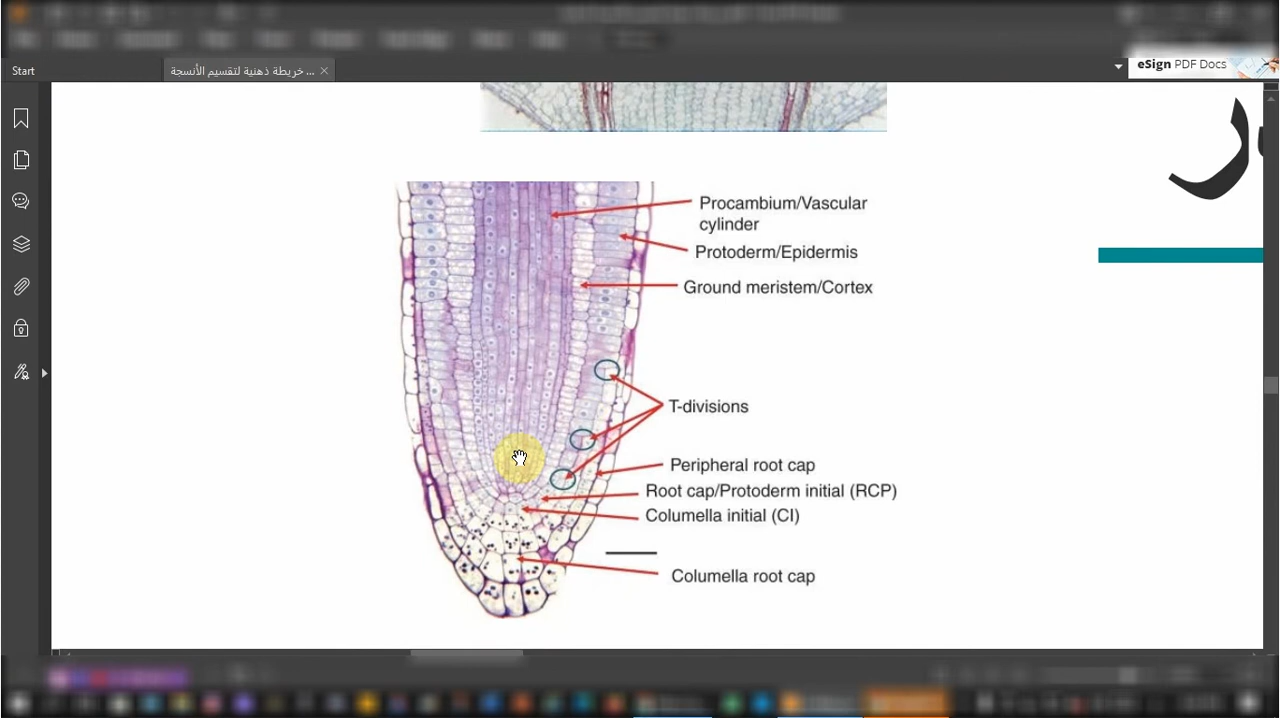 Start
خريطة ذهنية لتقسيم الأنسجة ...
eSign PDF Docs
Procambium/Vascular
cylinder
Protoderm/Epidermis
Ground meristem/Cortex
T-divisions
Peripheral root cap
Root cap/Protoderm initial (RCP)
Columella initial (CI)
Columella root cap